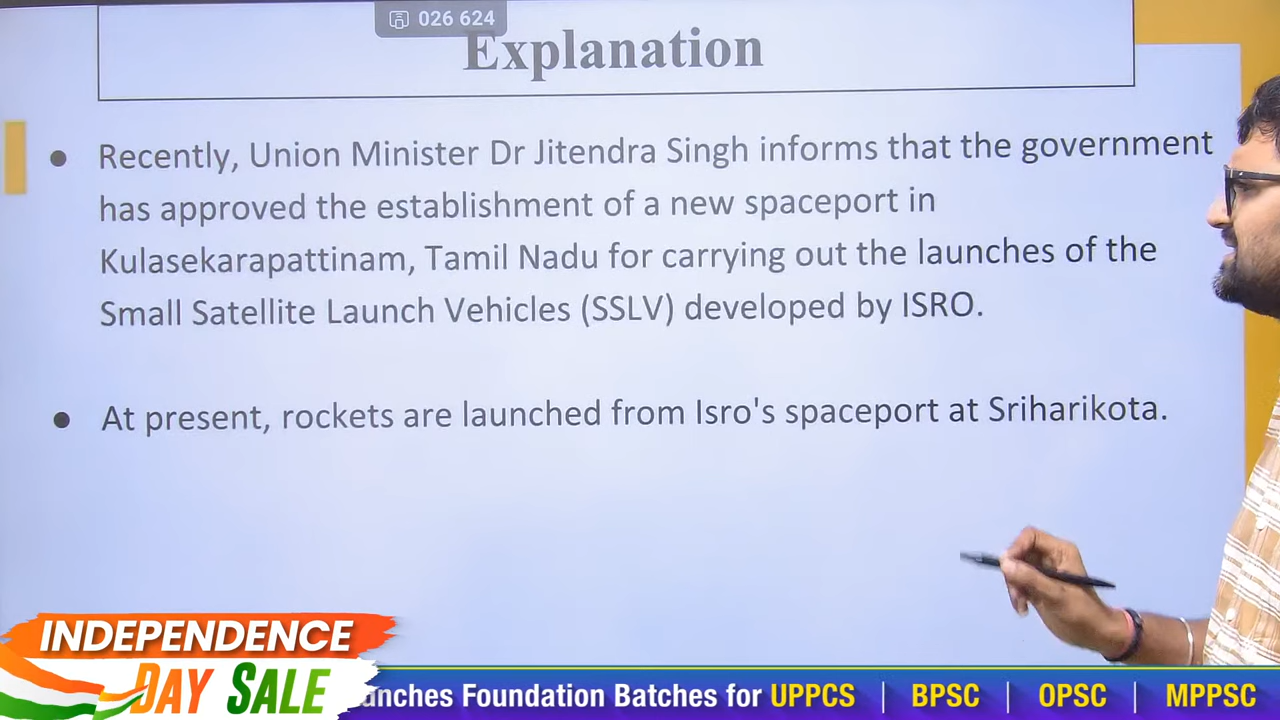 026 624
Explanation
● Recently, Union Minister Dr Jitendra Singh informs that the government
has approved the establishment of a new spaceport in
Kulasekarapattinam, Tamil Nadu for carrying out the launches of the
Small Satellite Launch Vehicles (SSLV) developed by ISRO.
● At present, rockets are launched from Isro's spaceport at Sriharikota.
INDEPENDENCE
DAY SALE
Foundation Batches for UPPCS | BPSC | OPSC | MPPSC